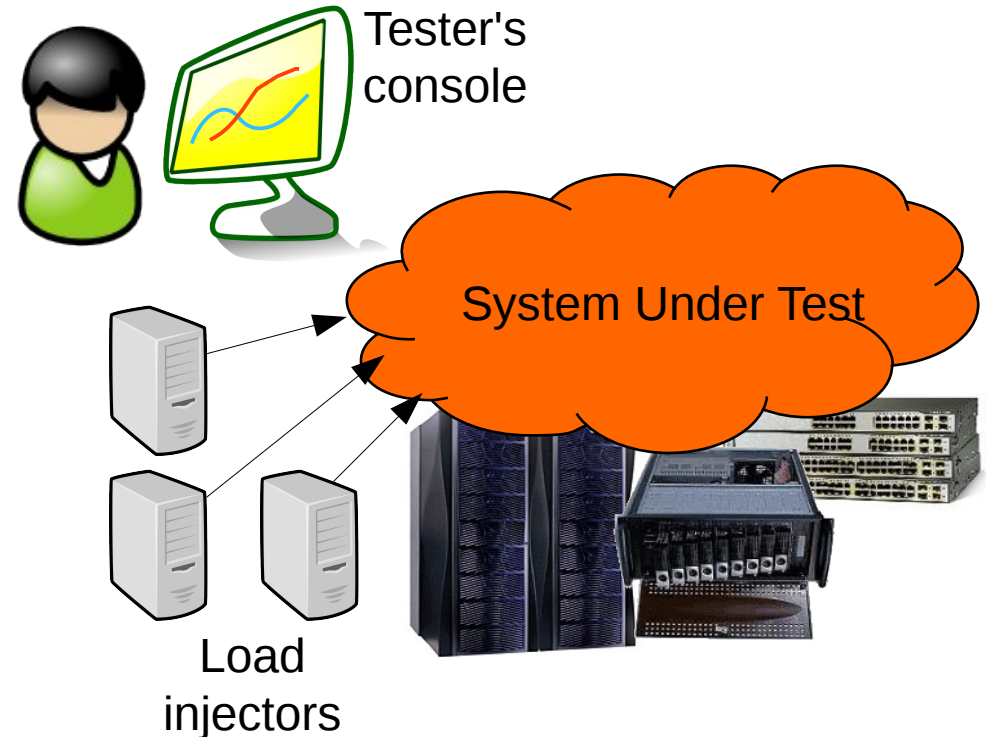 Tester's
console
System Under Test
Load
injectors